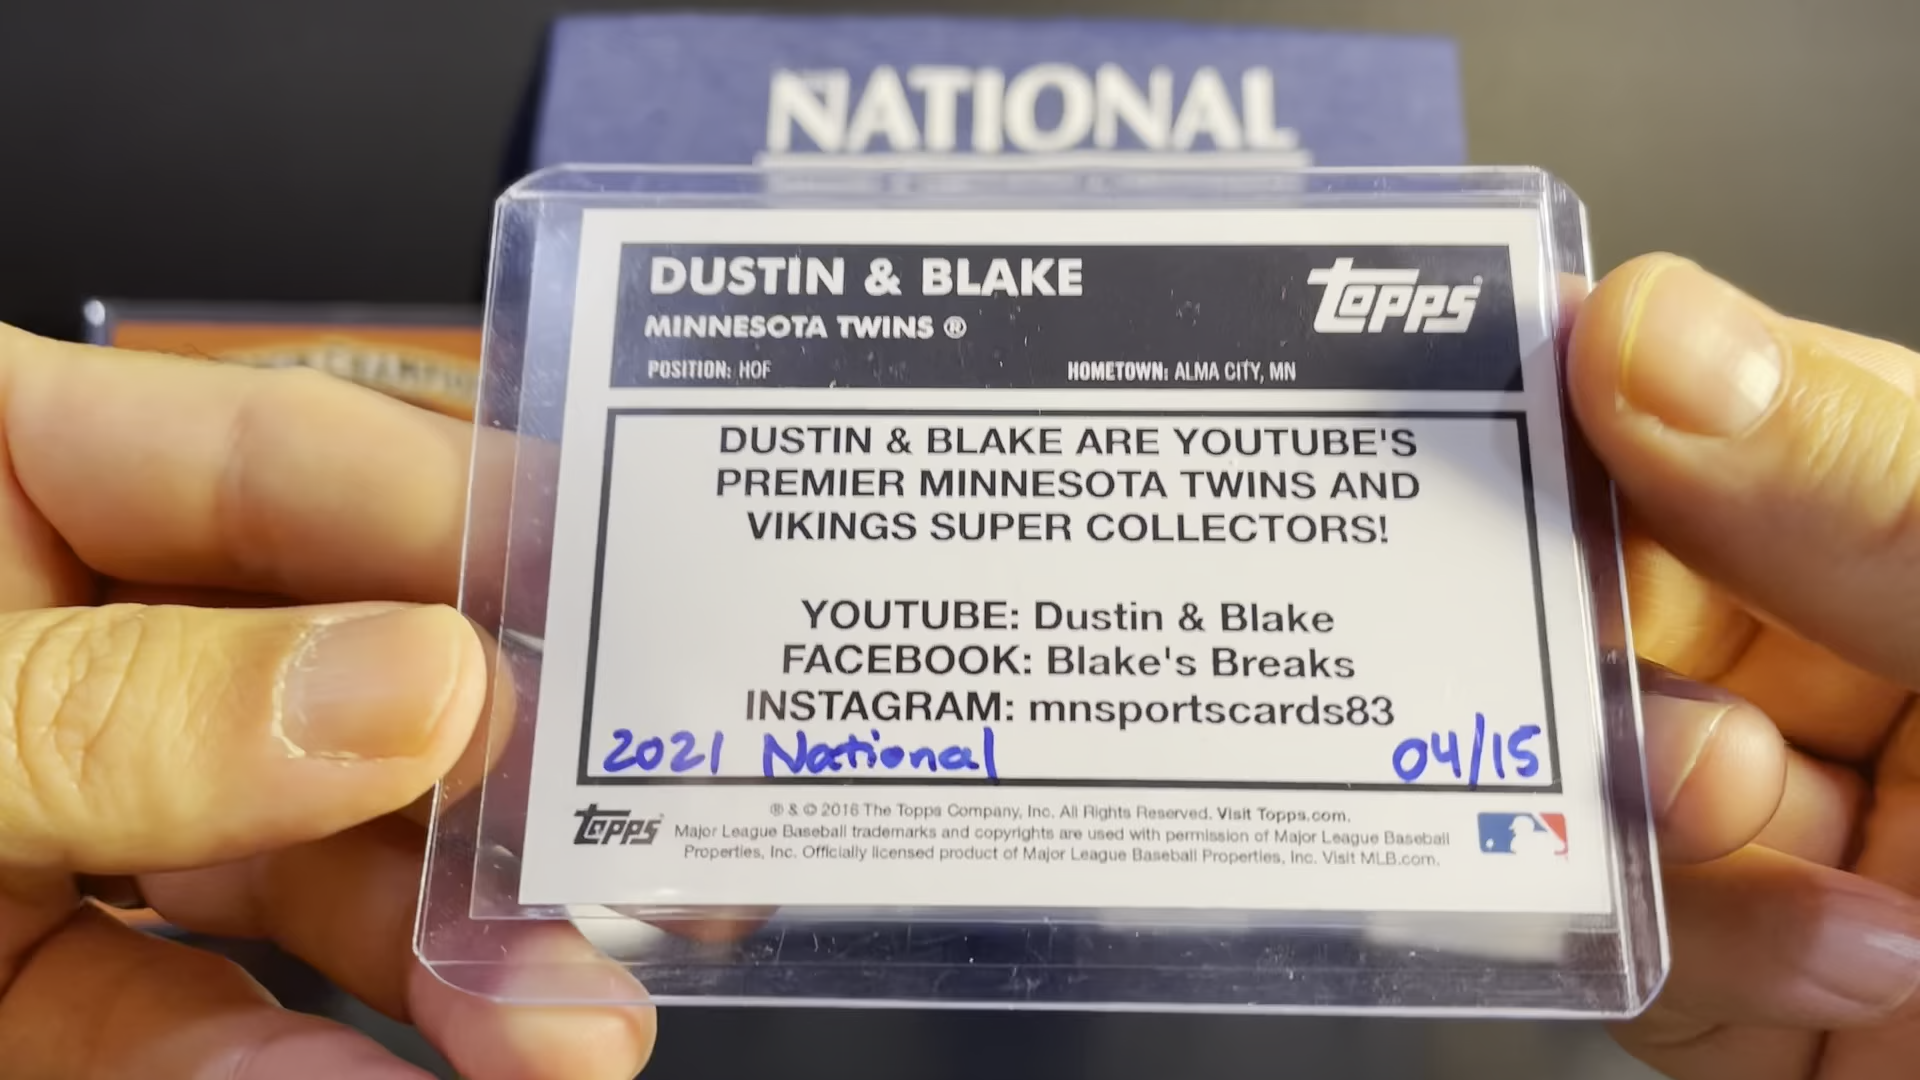 NATIONAL
DUSTIN & BLAKE
topps
MINNESOTA TWINS ®
POSITION: HOF HOMETOWN: ALMA CITY, MN
DUSTIN & BLAKE ARE YOUTUBE'S
PREMIER MINNESOTA TWINS AND
VIKINGS SUPER COLLECTORS!
YOUTUBE: Dustin & Blake
FACEBOOK: Blake's Breaks
INSTAGRAM: mnsportscards83
2021 National 04/15
topps
® & © 2016 The Topps Company, Inc. All Rights Reserved. Visit Topps.com.
Major League Baseball trademarks and copyrights are used with permission of Major League Baseball
Properties, Inc. Officially licensed product of Major League Baseball Properties, Inc. Visit MLB.com.